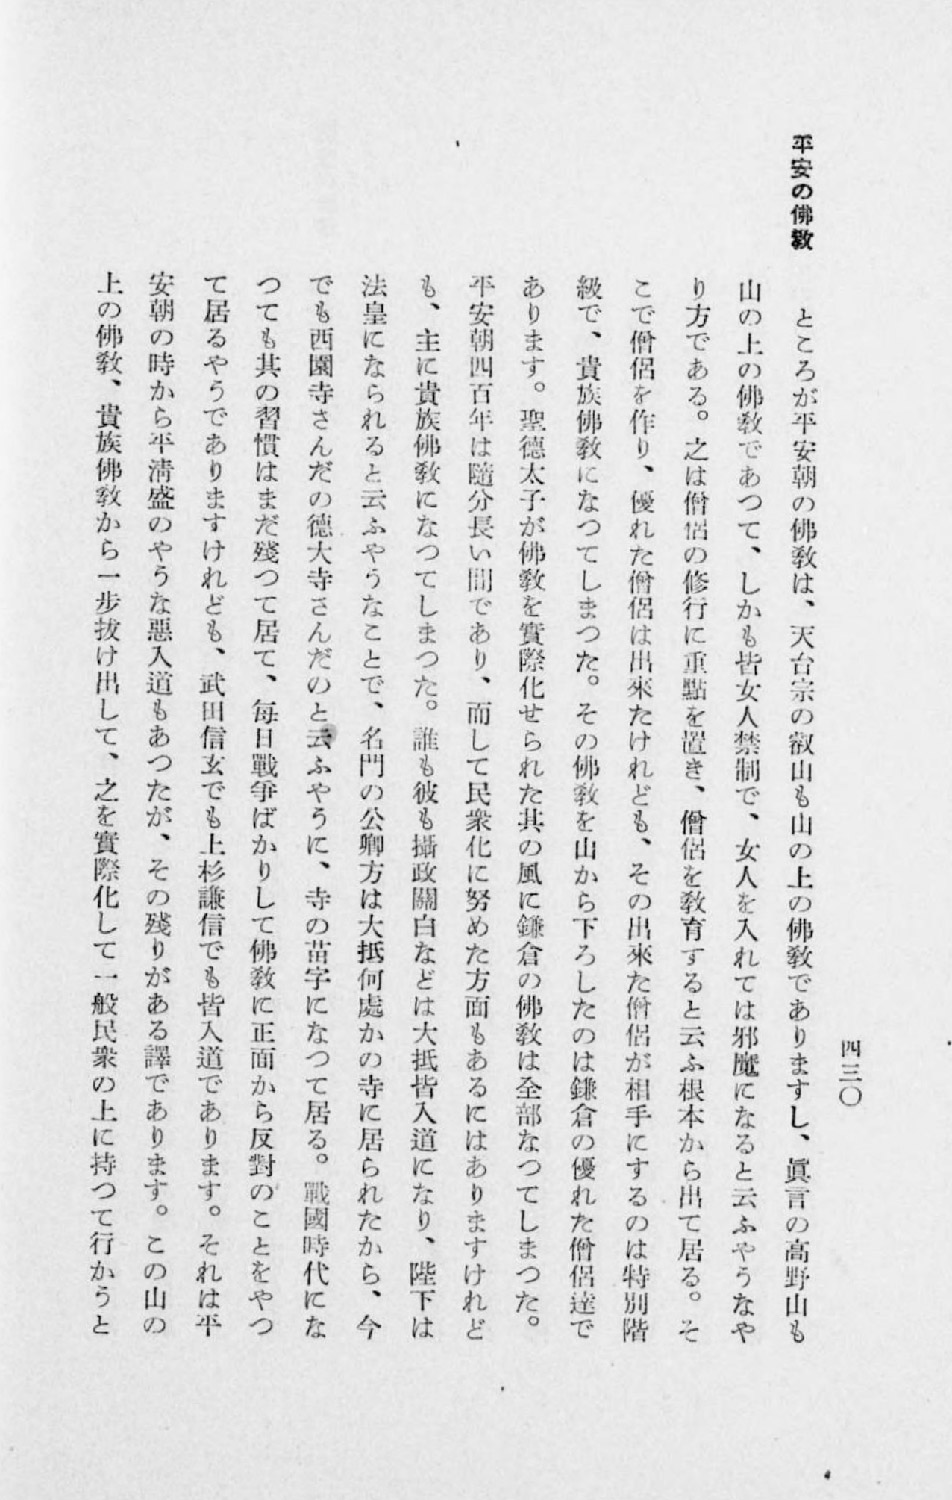 四三〇
平安の佛敎
ところが平安朝の佛敎は、天台宗の叡山も山の上の佛敎でありますし、眞言の高野山も
山の上の佛敎であつて、しかも皆女人禁制で、女人を入れては邪魔になると云ふやうなや
り方である。之は僧侶の修行に重點を置き、僧侶を敎育すると云ふ根本から出て居る。そ
こで僧侶を作り、優れた僧侶は出來たけれども、その出來た僧侶が相手にするのは特別階
級で、貴族佛敎になつてしまつた。その佛敎を山から下ろしたのは鎌倉の優れた僧侶達で
あります。聖德太子が佛敎を實際化せられた其の風に鎌倉の佛敎は全部なつてしまつた。
平安朝四百年は隨分長い間であり、而して民衆化に努めた方面もあるにはありますけれど
も、主に貴族佛敎になつてしまつた。誰も彼も攝政關白などは大抵皆入道になり、陛下は
法皇になられると云ふやうなことで、名門の公卿方は大抵何處かの寺に居られたから、今
でも西園寺さんだの德大寺さんだのと云ふやうに、寺の苗字になつて居る。戰國時代にな
つても其の習慣はまだ殘つて居て、每日戰爭ばかりして佛敎に正面から反對のことをやつ
て居るやうでありますけれども、武田信玄でも上杉謙信でも皆入道であります。それは平
安朝の時から平淸盛のやうな惡入道もあつたが、その殘りがある譯であります。この山の
上の佛敎、貴族佛敎から一步拔け出して、之を實際化して一般民衆の上に持つて行かうと